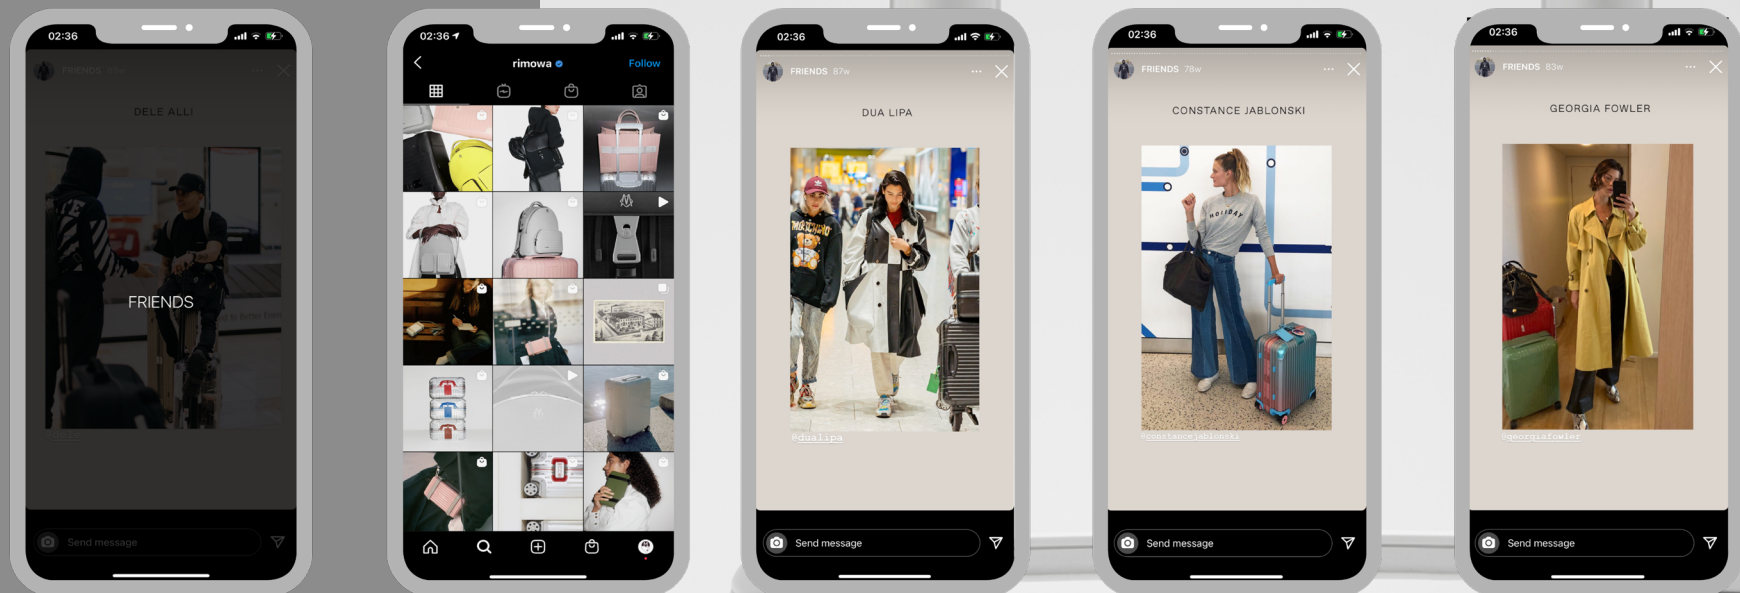 02:36
FRIENDS
DELE ALLI
FRIENDS
Send message
02:36
rimowa
Follow
02:36
FRIENDS 87w
DUA LIPA
MOSCHINO
@dualipa
Send message
02:36
FRIENDS 78w
CONSTANCE JABLONSKI
HOLIDAY
@constancejablonski
Send message
02:36
FRIENDS 83w
GEORGIA FOWLER
@georgiafowler
Send message